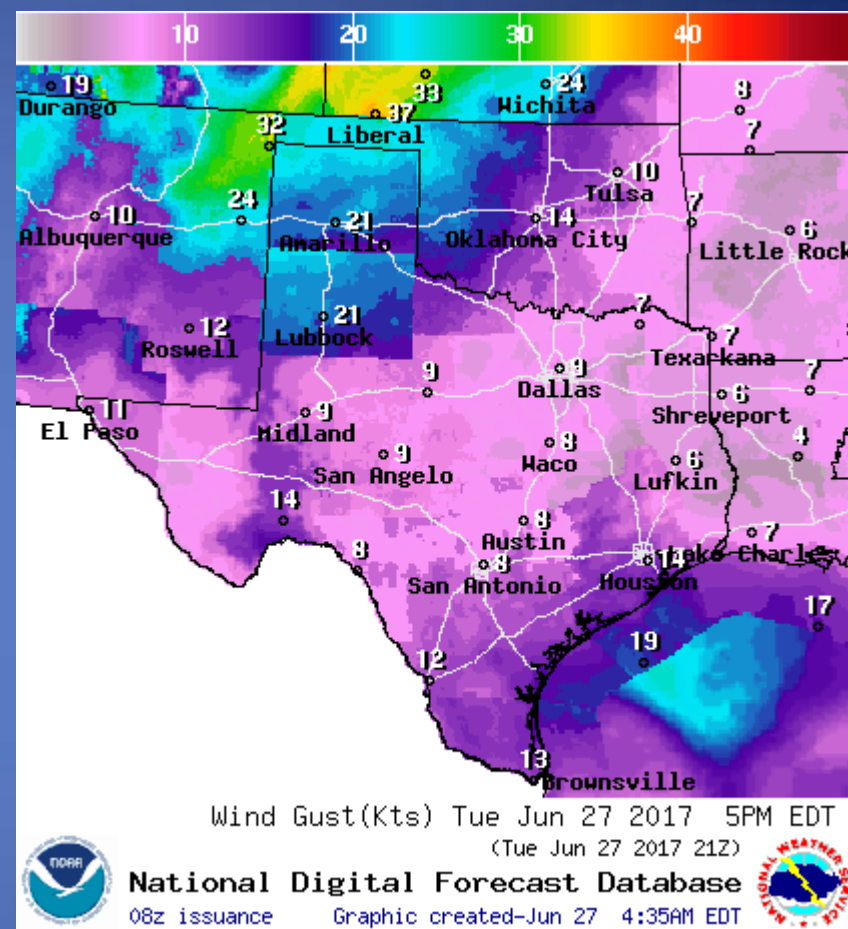 10 20 30 40
19 Durango
33
24 Wichita
8
37 Liberal
32
7
10 Tulsa
10 Albuquerque
24
21 Amarillo
14 Oklahoma City
7
6 Little Rock
12 Roswell
21 Lubbock
7
7 Texarkana
9
9 Dallas
6 Shreveport
7
11 El Paso
9 Midland
9 San Angelo
8 Waco
6 Lufkin
4
14
8 Austin
7
8
8 San Antonio
14 Houston
17
19
12
13 Brownsville
Wind Gust(Kts) Tue Jun 27 2017 5PM EDT
(Tue Jun 27 2017 21Z)
NOAA
National Digital Forecast Database
08z issuance Graphic created-Jun 27 4:35AM EDT
NATIONAL WEATHER